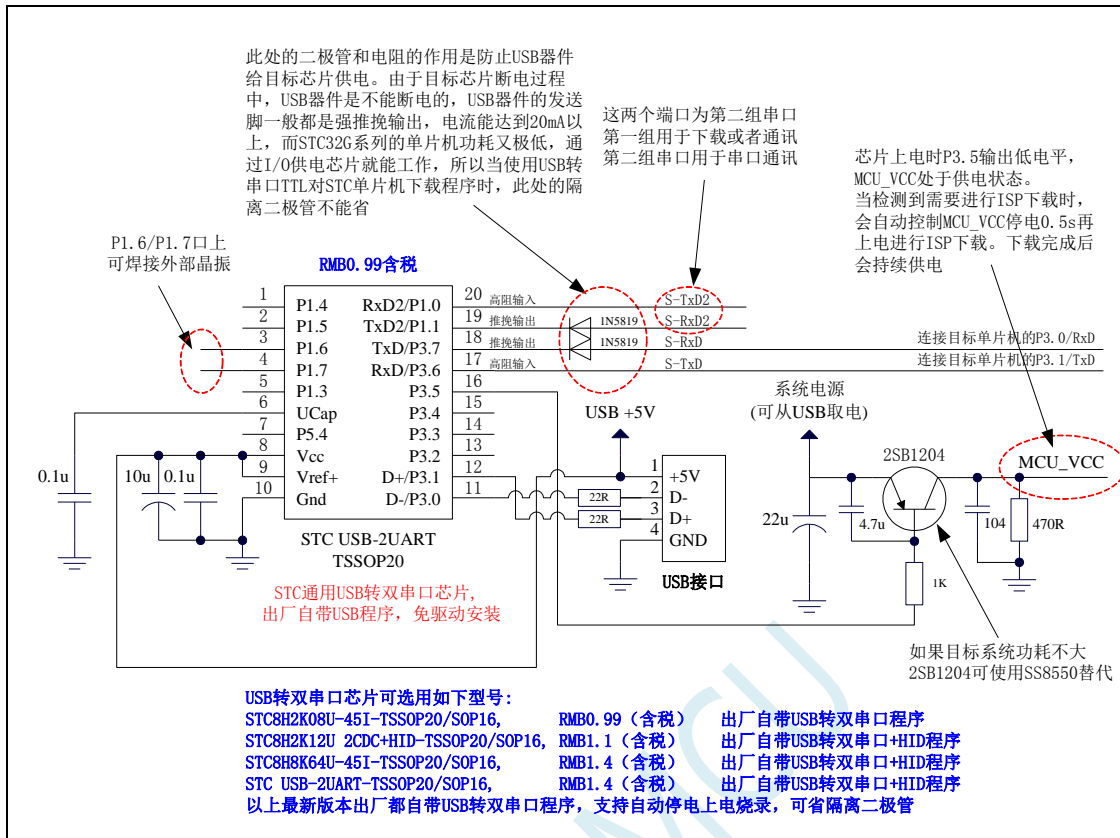 此处的二极管和电阻的作用是防止USB器件
给目标芯片供电。由于目标芯片断电过程
中，USB器件是不能断电的，USB器件的发送
脚一般都是强推挽输出，电流能达到20mA以
上，而STC32G系列的单片机功耗又极低，通
过I/O供电芯片就能工作，所以当使用USB转
串口TTL对STC单片机下载程序时，此处的隔
离二极管不能省
这两个端口为第二组串口
第一组用于下载或者通讯
第二组串口用于串口通讯
芯片上电时P3.5输出低电平，
MCU_VCC处于供电状态。
当检测到需要进行ISP下载时，
会自动控制MCU_VCC停电0.5s再
上电进行ISP下载。下载完成后
会持续供电
P1.6/P1.7口上
可焊接外部晶振
RMB0.99含税
1 P1.4 RxD2/P1.0 20 高阻输入 S-TxD2
2 P1.5 TxD2/P1.1 19 推挽输出 1N5819 S-RxD2
3 P1.6 TxD/P3.7 18 推挽输出 1N5819 S-RxD 连接目标单片机的P3.0/RxD
4 P1.7 RxD/P3.6 17 高阻输入 S-TxD 连接目标单片机的P3.1/TxD
5 P1.3 P3.5 16
6 UCap P3.4 15
7 P5.4 P3.3 14
8 Vcc P3.2 13
9 Vref+ D+/P3.1 12
10 Gnd D-/P3.0 11
STC USB-2UART
TSSOP20
STC通用USB转双串口芯片，
出厂自带USB程序，免驱动安装
0.1u
10u
0.1u
22R
22R
USB +5V
1 +5V
2 D-
3 D+
4 GND
USB接口
系统电源
(可从USB取电)
2SB1204
MCU_VCC
22u
4.7u
104
470R
1K
如果目标系统功耗不大
2SB1204可使用SS8550替代
USB转双串口芯片可选用如下型号：
STC8H2K08U-45I-TSSOP20/SOP16, RMB0.99（含税） 出厂自带USB转双串口程序
STC8H2K12U 2CDC+HID-TSSOP20/SOP16, RMB1.1（含税） 出厂自带USB转双串口+HID程序
STC8H8K64U-45I-TSSOP20/SOP16, RMB1.4（含税） 出厂自带USB转双串口+HID程序
STC USB-2UART-TSSOP20/SOP16, RMB1.4（含税） 出厂自带USB转双串口+HID程序
以上最新版本出厂都自带USB转双串口程序，支持自动停电上电烧录，可省隔离二极管
MCU